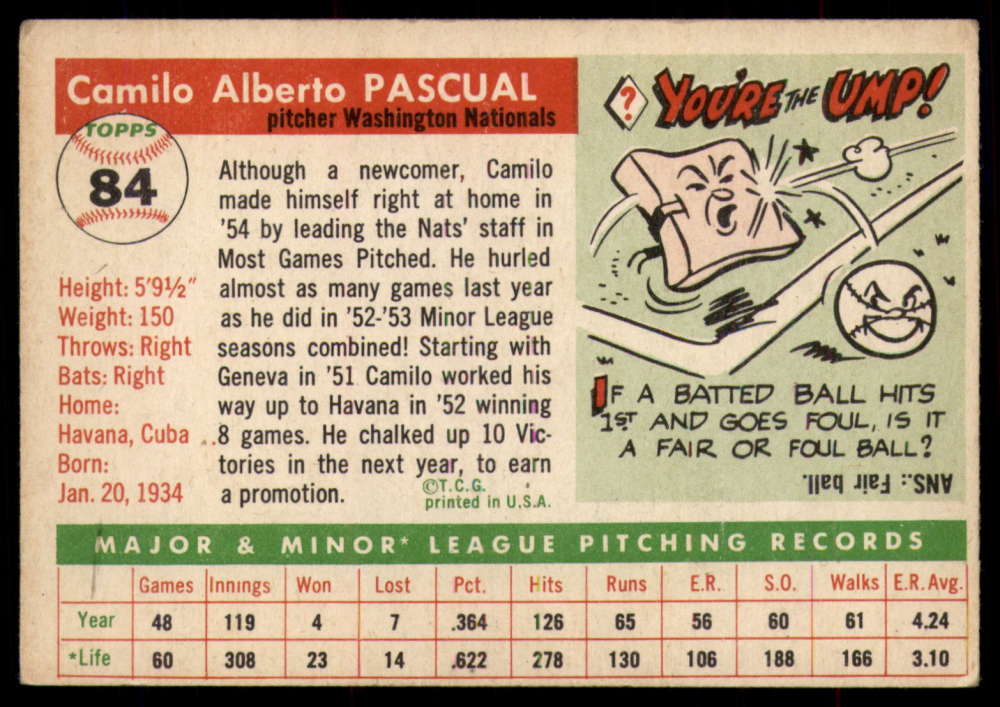 Camilo Alberto PASCUAL
pitcher Washington Nationals
TOPPS
84
Height: 5'9½"
Weight: 150
Throws: Right
Bats: Right
Home:
Havana, Cuba
Born:
Jan. 20, 1934
Although a newcomer, Camilo
made himself right at home in
'54 by leading the Nats' staff in
Most Games Pitched. He hurled
almost as many games last year
as he did in '52-'53 Minor League
seasons combined! Starting with
Geneva in '51 Camilo worked his
way up to Havana in '52 winning
8 games. He chalked up 10 Vic-
tories in the next year, to earn
a promotion.
©T.C.G.
printed in U.S.A.
? YOU'RE THE UMP!
IF A BATTED BALL HITS
1ST AND GOES FOUL, IS IT
A FAIR OR FOUL BALL?
ANS.: Fair ball.
MAJOR & MINOR* LEAGUE PITCHING RECORDS
Games Innings Won Lost Pct. Hits Runs E.R. S.O. Walks E.R.Avg.
Year 48 119 4 7 .364 126 65 56 60 61 4.24
*Life 60 308 23 14 .622 278 130 106 188 166 3.10